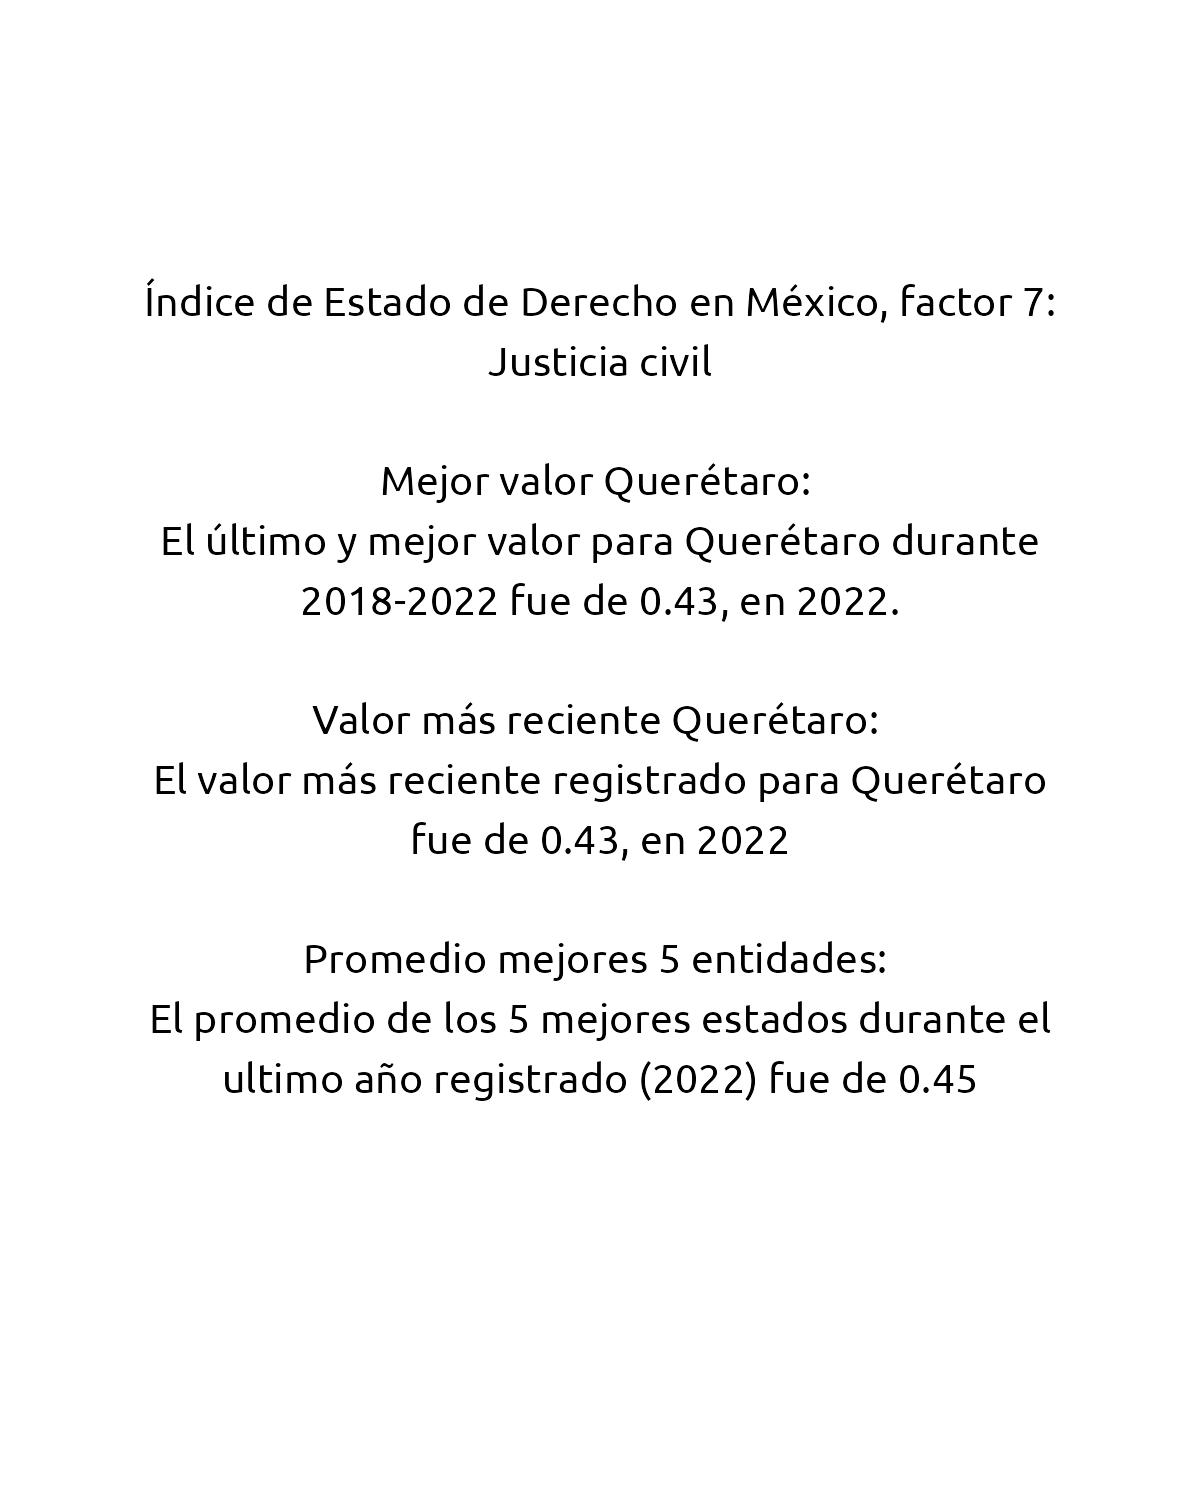 Índice de Estado de Derecho en México, factor 7:
Justicia civil
Mejor valor Querétaro:
El último y mejor valor para Querétaro durante
2018-2022 fue de 0.43, en 2022.
Valor más reciente Querétaro:
El valor más reciente registrado para Querétaro
fue de 0.43, en 2022
Promedio mejores 5 entidades:
El promedio de los 5 mejores estados durante el
ultimo año registrado (2022) fue de 0.45